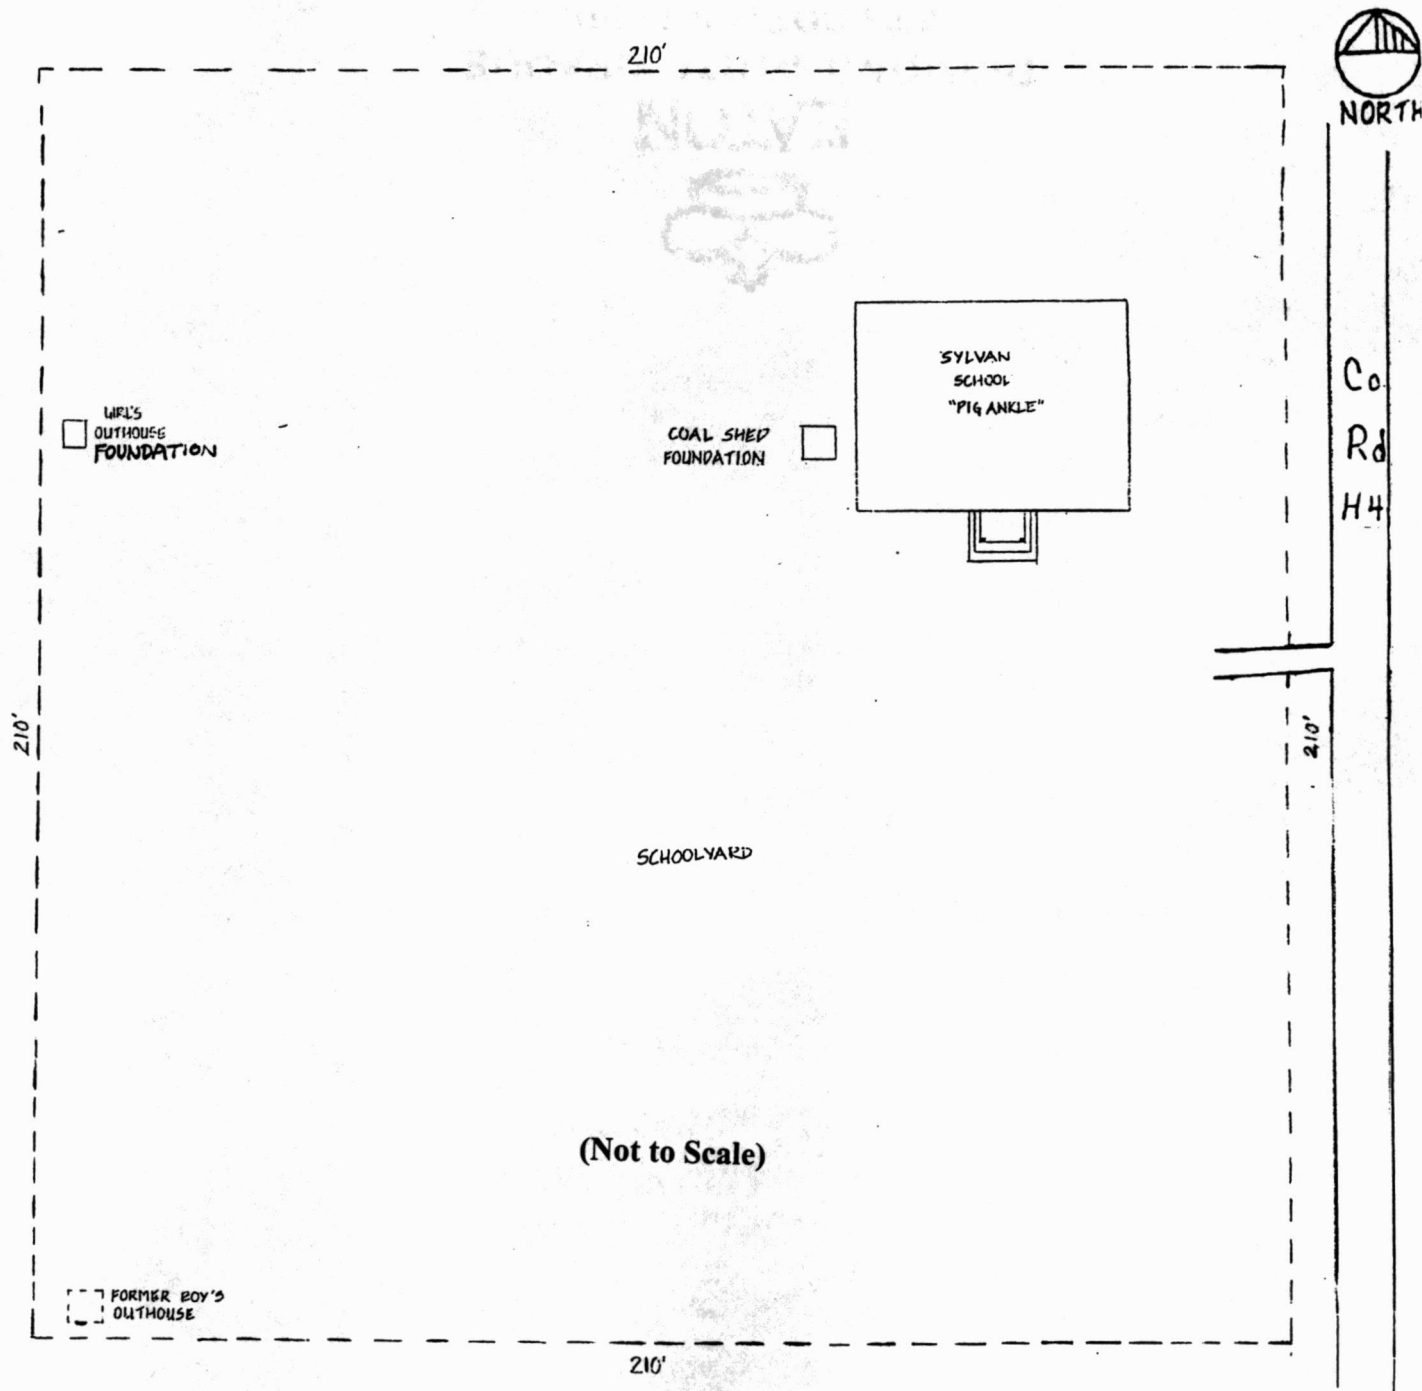 210'
NORTH
SYLVAN
SCHOOL
"PIG ANKLE"
Co.
Rd
H4
GIRL'S
OUTHOUSE
FOUNDATION
COAL SHED
FOUNDATION
210'
210'
SCHOOLYARD
(Not to Scale)
FORMER BOY'S
OUTHOUSE
210'